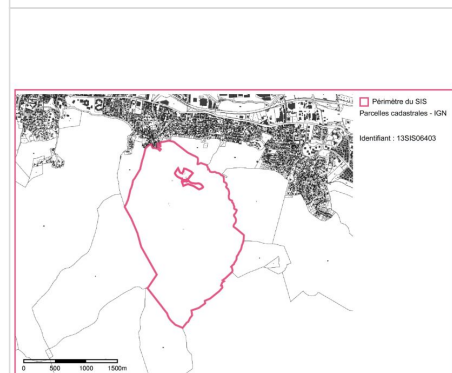 Périmètre du SIS
Parcelles cadastrales - IGN
Identifiant : 13SIS06403
0 500 1000 1500m